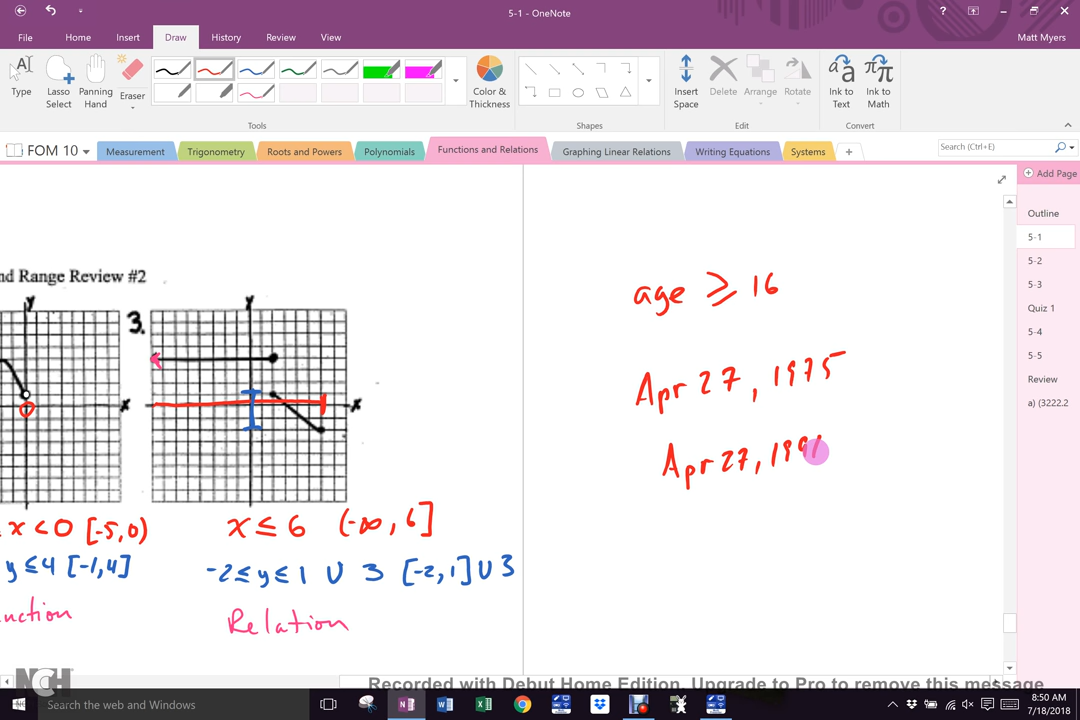 5-1 - OneNote
?
File Home Insert Draw History Review View
Matt Myers
Type
Lasso Select
Panning Hand
Eraser
Color & Thickness
Insert Space
Delete
Arrange
Rotate
Ink to Text
Ink to Math
Tools
Shapes
Edit
Convert
FOM 10
Measurement
Trigonometry
Roots and Powers
Polynomials
Functions and Relations
Graphing Linear Relations
Writing Equations
Systems
+
Search (Ctrl+E)
Add Page
Outline
5-1
5-2
5-3
Quiz 1
5-4
5-5
Review
a) (3222.2
nd Range Review #2
Y
x
3.
Y
x
x < 0 [-5,0)
y ≤ 4 [-1,4]
nction
x ≤ 6 (-∞, 6]
-2 ≤ y ≤ 1 U 3 [-2,1] U 3
Relation
age ≥ 16
Apr 27, 1975
Apr 27, 199
NCH
Recorded with Debut Home Edition. Upgrade to Pro to remove this message
Search the web and Windows
8:50 AM
7/18/2018